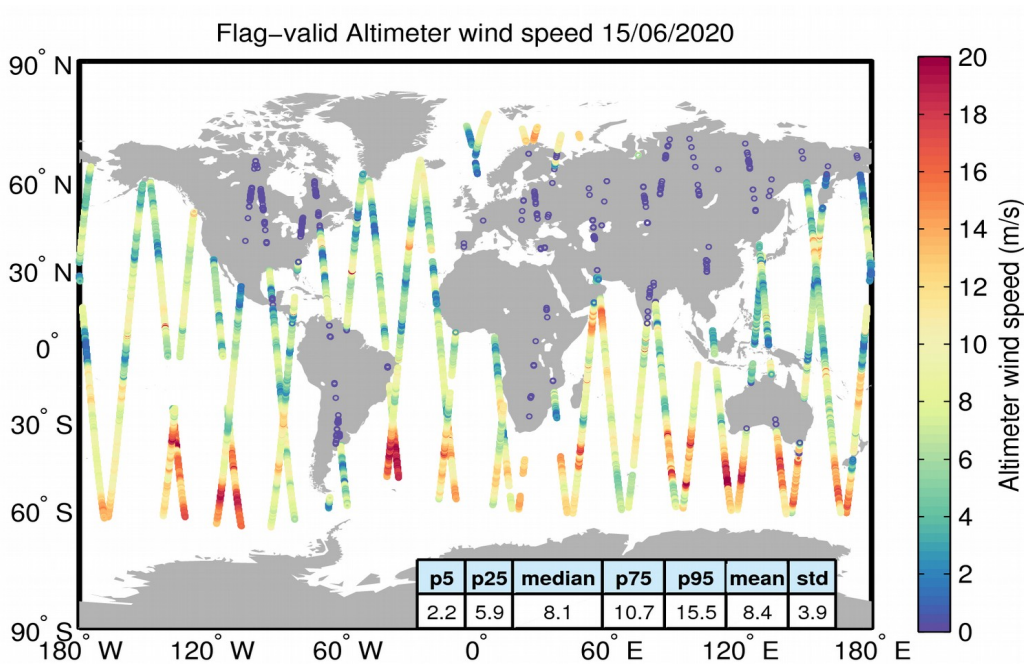 Flag−valid Altimeter wind speed 15/06/2020
90° N
60° N
30° N
0°
30° S
60° S
90° S
180° W
120° W
60° W
0°
60° E
120° E
180° E
p5 p25 median p75 p95 mean std
2.2 5.9 8.1 10.7 15.5 8.4 3.9
20
18
16
14
12
10
8
6
4
2
0
Altimeter wind speed (m/s)